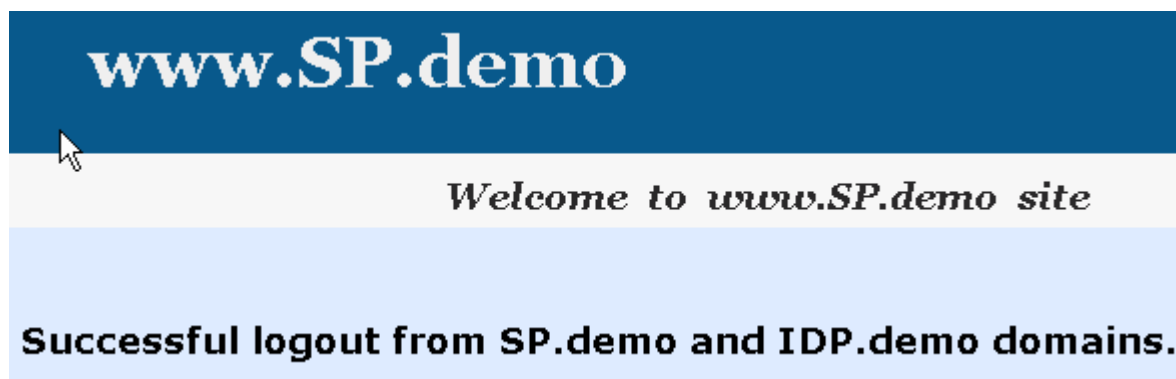 www.SP.demo
Welcome to www.SP.demo site
Successful logout from SP.demo and IDP.demo domains.